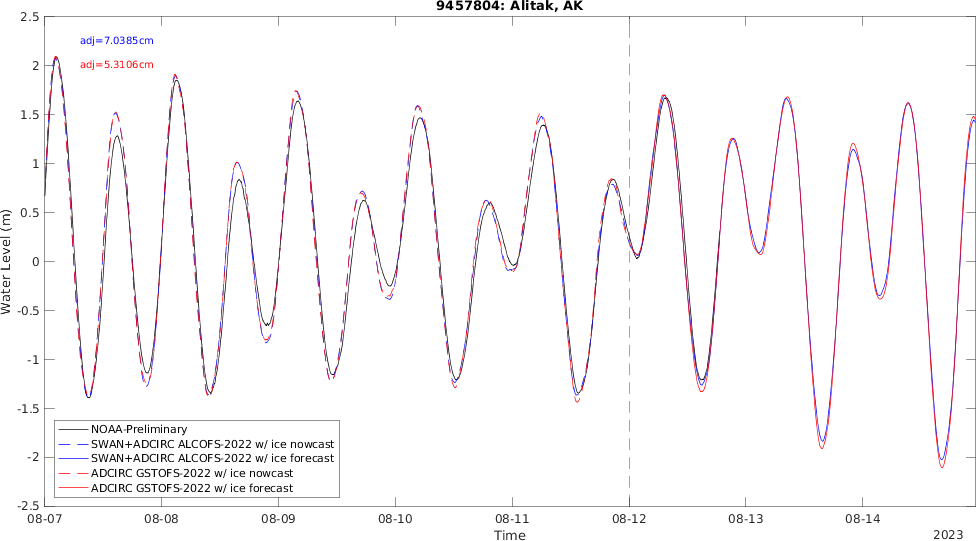 9457804: Alitak, AK
2.5
2
1.5
1
0.5
0
-0.5
-1
-1.5
-2
-2.5
Water Level (m)
adj=7.0385cm
adj=5.3106cm
NOAA-Preliminary
SWAN+ADCIRC ALCOFS-2022 w/ ice nowcast
SWAN+ADCIRC ALCOFS-2022 w/ ice forecast
ADCIRC GSTOFS-2022 w/ ice nowcast
ADCIRC GSTOFS-2022 w/ ice forecast
08-07 08-08 08-09 08-10 08-11 08-12 08-13 08-14
Time
2023